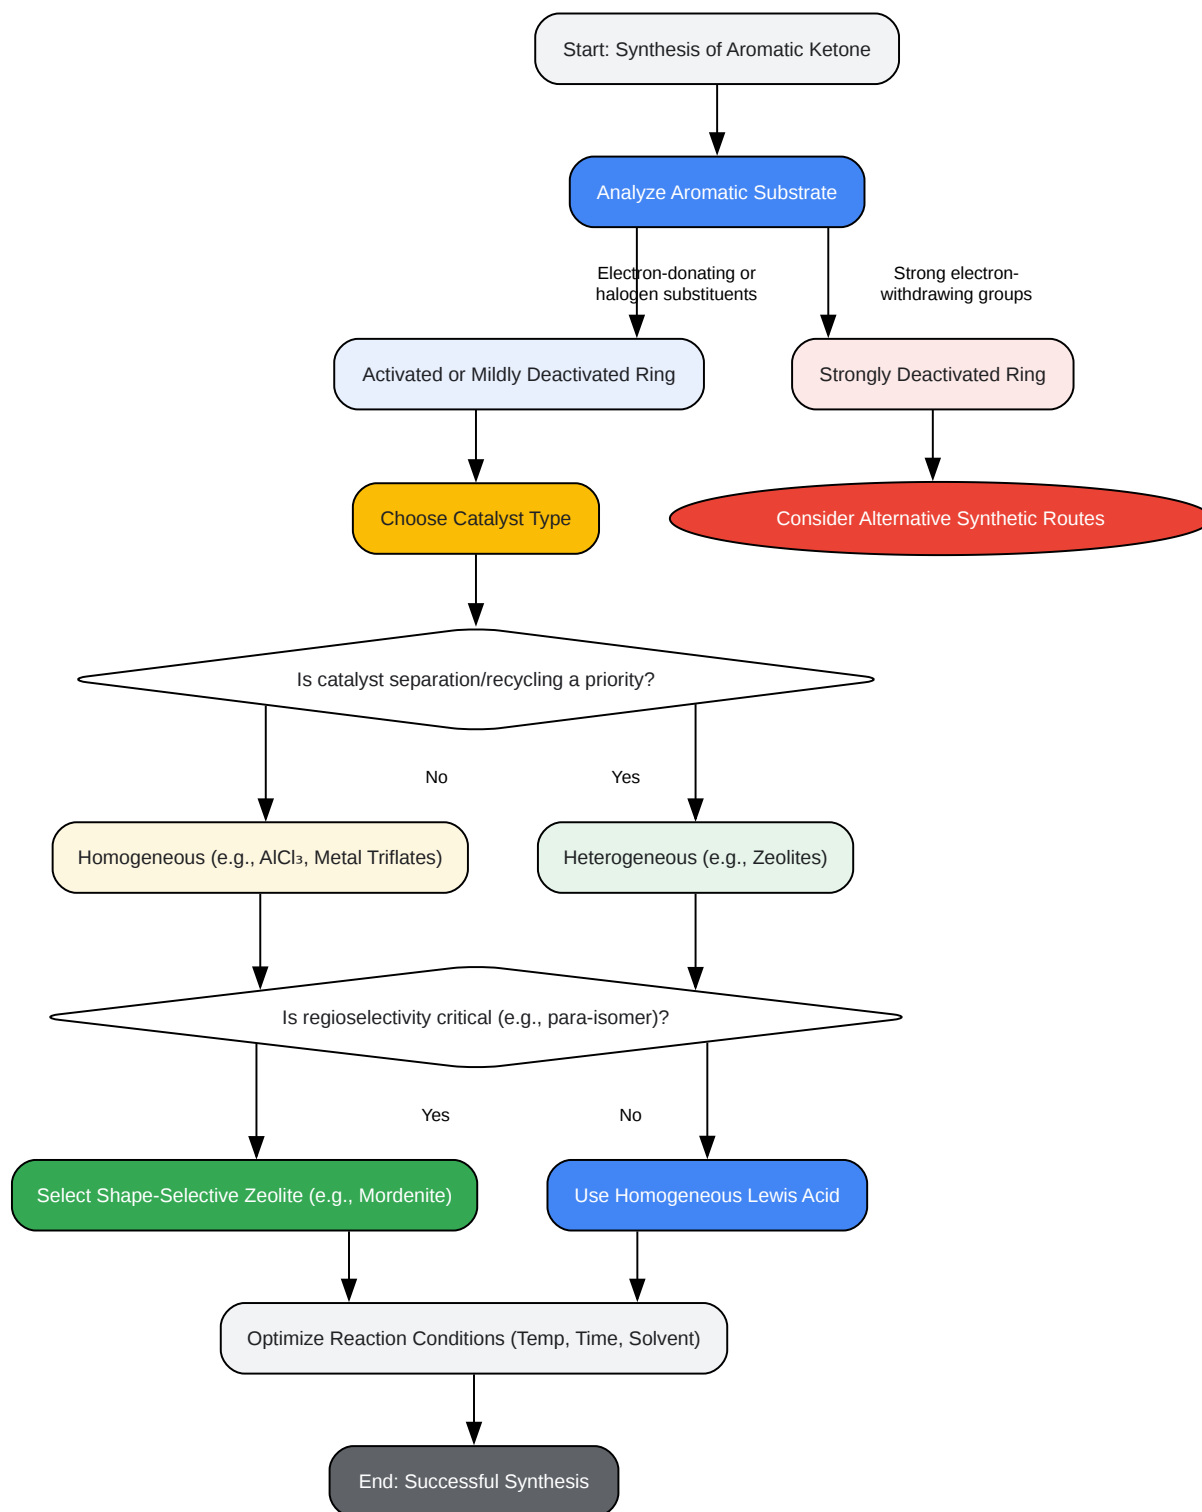 Start: Synthesis of Aromatic Ketone
Analyze Aromatic Substrate
Electron-donating or
halogen substituents
Strong electron-
withdrawing groups
Activated or Mildly Deactivated Ring
Strongly Deactivated Ring
Choose Catalyst Type
Consider Alternative Synthetic Routes
Is catalyst separation/recycling a priority?
No
Yes
Homogeneous (e.g., AlCl₃, Metal Triflates)
Heterogeneous (e.g., Zeolites)
Is regioselectivity critical (e.g., para-isomer)?
Yes
No
Select Shape-Selective Zeolite (e.g., Mordenite)
Use Homogeneous Lewis Acid
Optimize Reaction Conditions (Temp, Time, Solvent)
End: Successful Synthesis